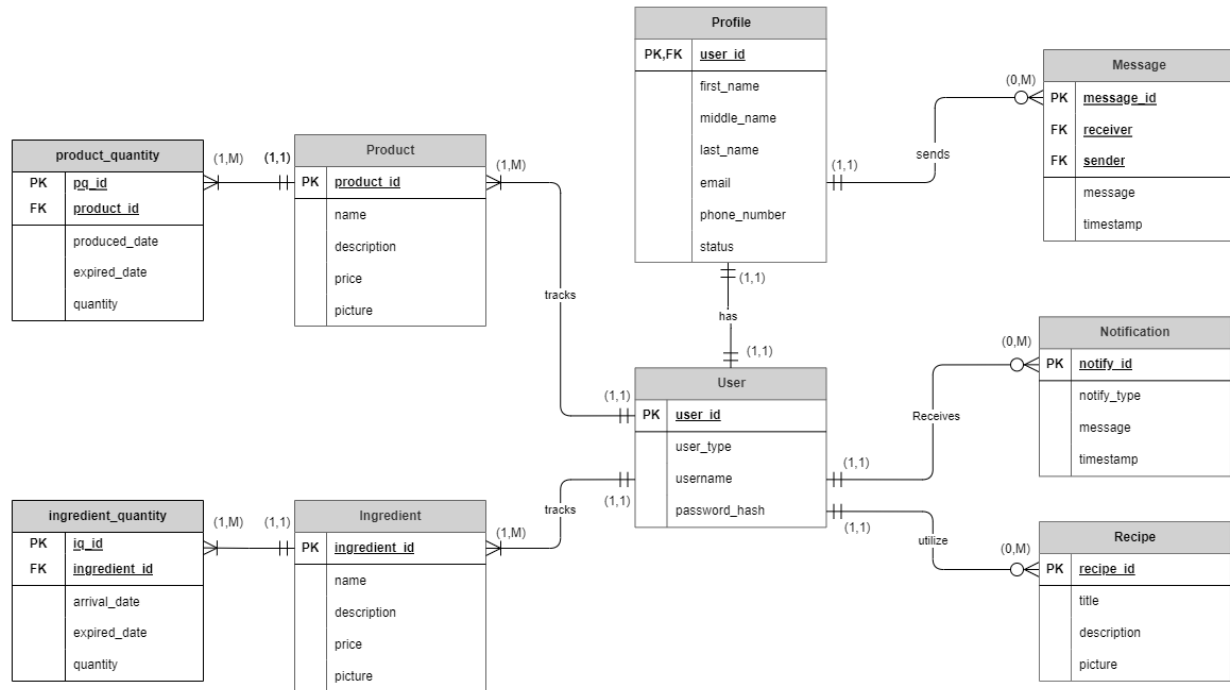 Profile
PK,FK user_id
first_name
middle_name
last_name
email
phone_number
status
(1,1)
(1,1)
sends
(0,M)
Message
PK message_id
FK receiver
FK sender
message
timestamp
product_quantity
PK pq_id
FK product_id
produced_date
expired_date
quantity
(1,M)
(1,1)
Product
PK product_id
name
description
price
picture
(1,M)
tracks
(1,1)
has
(1,1)
User
PK user_id
user_type
username
password_hash
(1,1)
Receives
(0,M)
Notification
PK notify_id
notify_type
message
timestamp
ingredient_quantity
PK iq_id
FK ingredient_id
arrival_date
expired_date
quantity
(1,M)
(1,1)
Ingredient
PK ingredient_id
name
description
price
picture
(1,M)
tracks
(1,1)
(1,1)
utilize
(0,M)
Recipe
PK recipe_id
title
description
picture